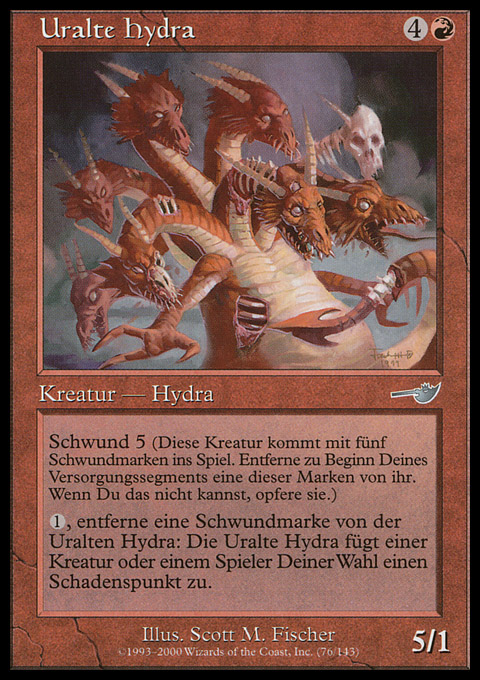 Uralte Hydra
4
Kreatur — Hydra
Schwund 5 (Diese Kreatur kommt mit fünf
Schwundmarken ins Spiel. Entferne zu Beginn Deines
Versorgungssegments eine dieser Marken von ihr.
Wenn Du das nicht kannst, opfere sie.)
1, entferne eine Schwundmarke von der
Uralten Hydra: Die Uralte Hydra fügt einer
Kreatur oder einem Spieler Deiner Wahl einen
Schadenspunkt zu.
Illus. Scott M. Fischer
©1993–2000 Wizards of the Coast, Inc. (76/143)
5/1